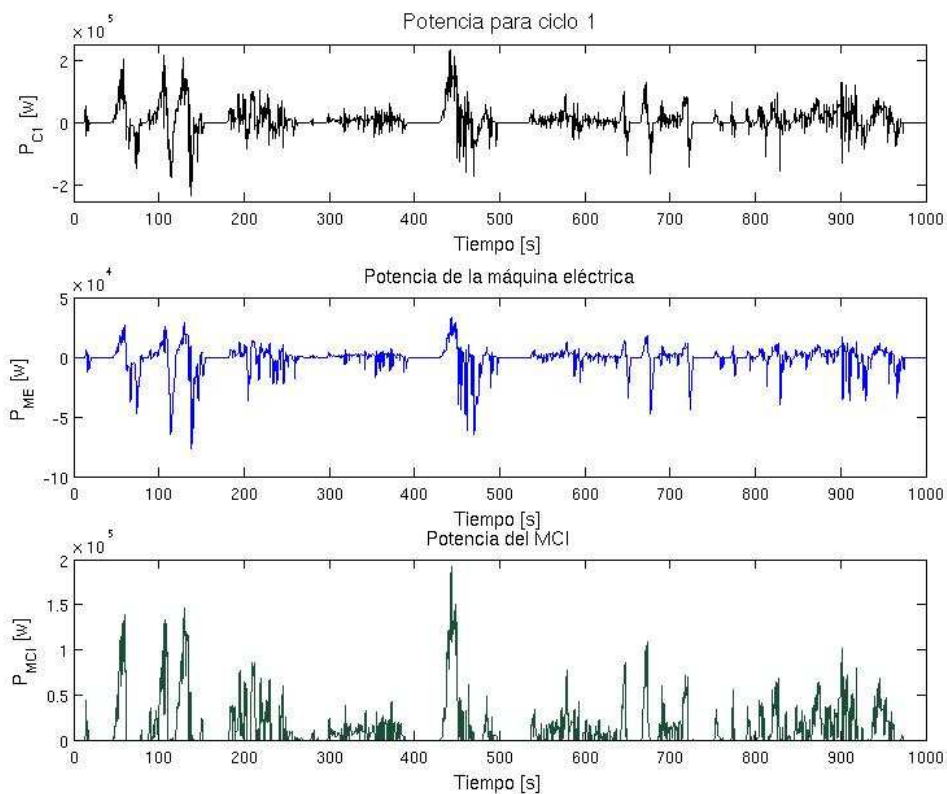 Potencia para ciclo 1
× 10^5
2
0
-2
P_C1 [w]
0 100 200 300 400 500 600 700 800 900 1000
Tiempo [s]
Potencia de la máquina eléctrica
× 10^4
5
0
-5
-10
P_ME [w]
0 100 200 300 400 500 600 700 800 900 1000
Tiempo [s]
Potencia del MCI
× 10^5
2
1.5
1
0.5
0
P_MCI [w]
0 100 200 300 400 500 600 700 800 900 1000
Tiempo [s]